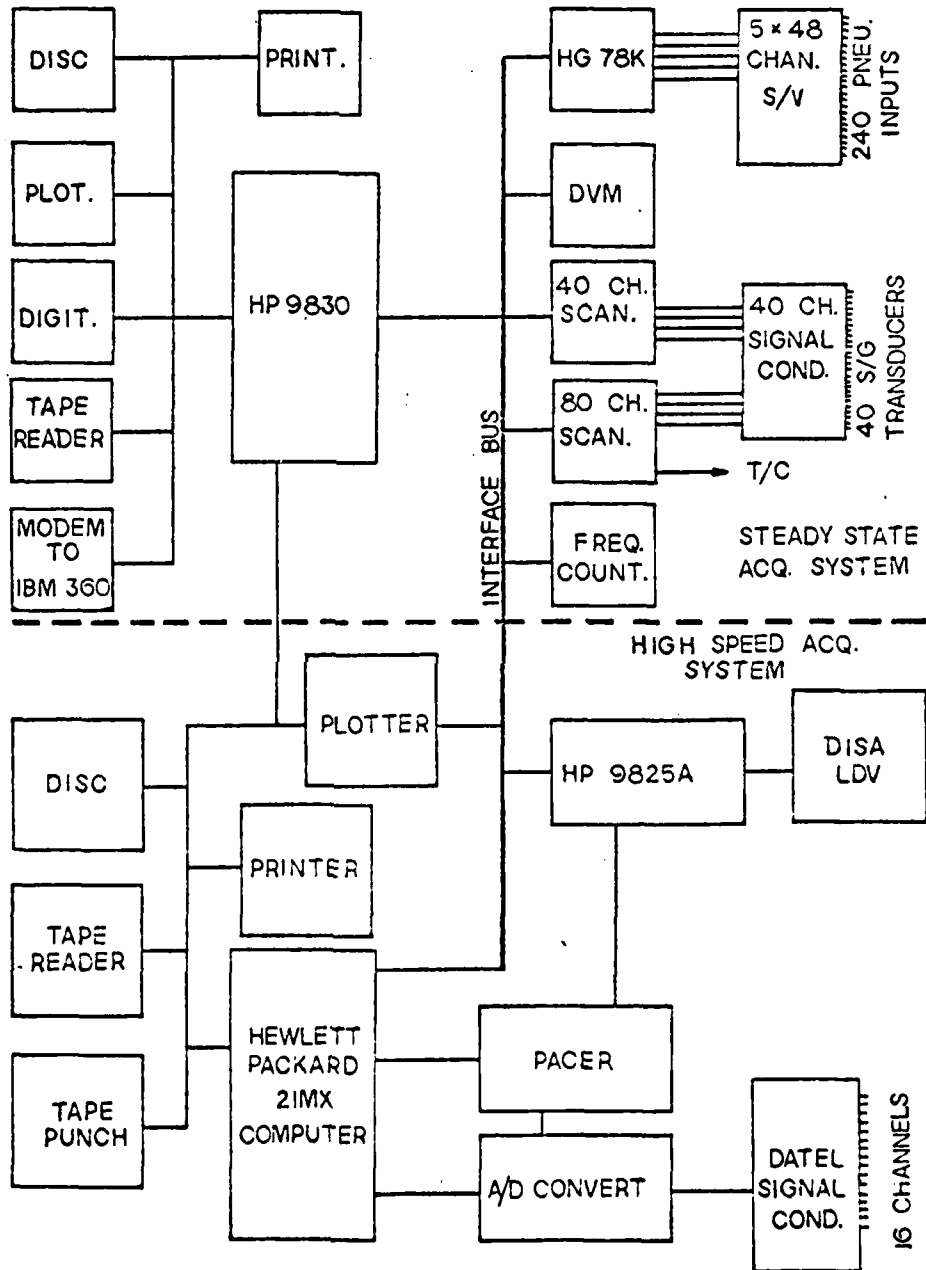 DISC
PRINT.
HG 78K
5 × 48
CHAN.
S/V
240 PNEU.
INPUTS
PLOT.
DVM
HP 9830
DIGIT.
40 CH.
SCAN.
40 CH.
SIGNAL
COND.
40 S/G
TRANSDUCERS
TAPE
READER
80 CH.
SCAN.
T/C
INTERFACE BUS
MODEM
TO
IBM 360
FREQ.
COUNT.
STEADY STATE
ACQ. SYSTEM
HIGH SPEED ACQ.
SYSTEM
PLOTTER
DISC
HP 9825A
DISA
LDV
PRINTER
TAPE
READER
HEWLETT
PACKARD
21MX
COMPUTER
PACER
TAPE
PUNCH
A/D CONVERT
DATEL
SIGNAL
COND.
16 CHANNELS